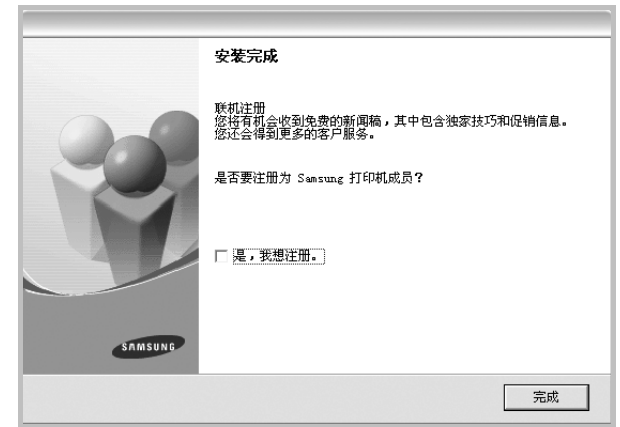 安装完成
联机注册
您将有机会收到免费的新闻稿，其中包含独家技巧和促销信息。
您还会得到更多的客户服务。
是否要注册为 Samsung 打印机成员？
是，我想注册。
SAMSUNG
完成